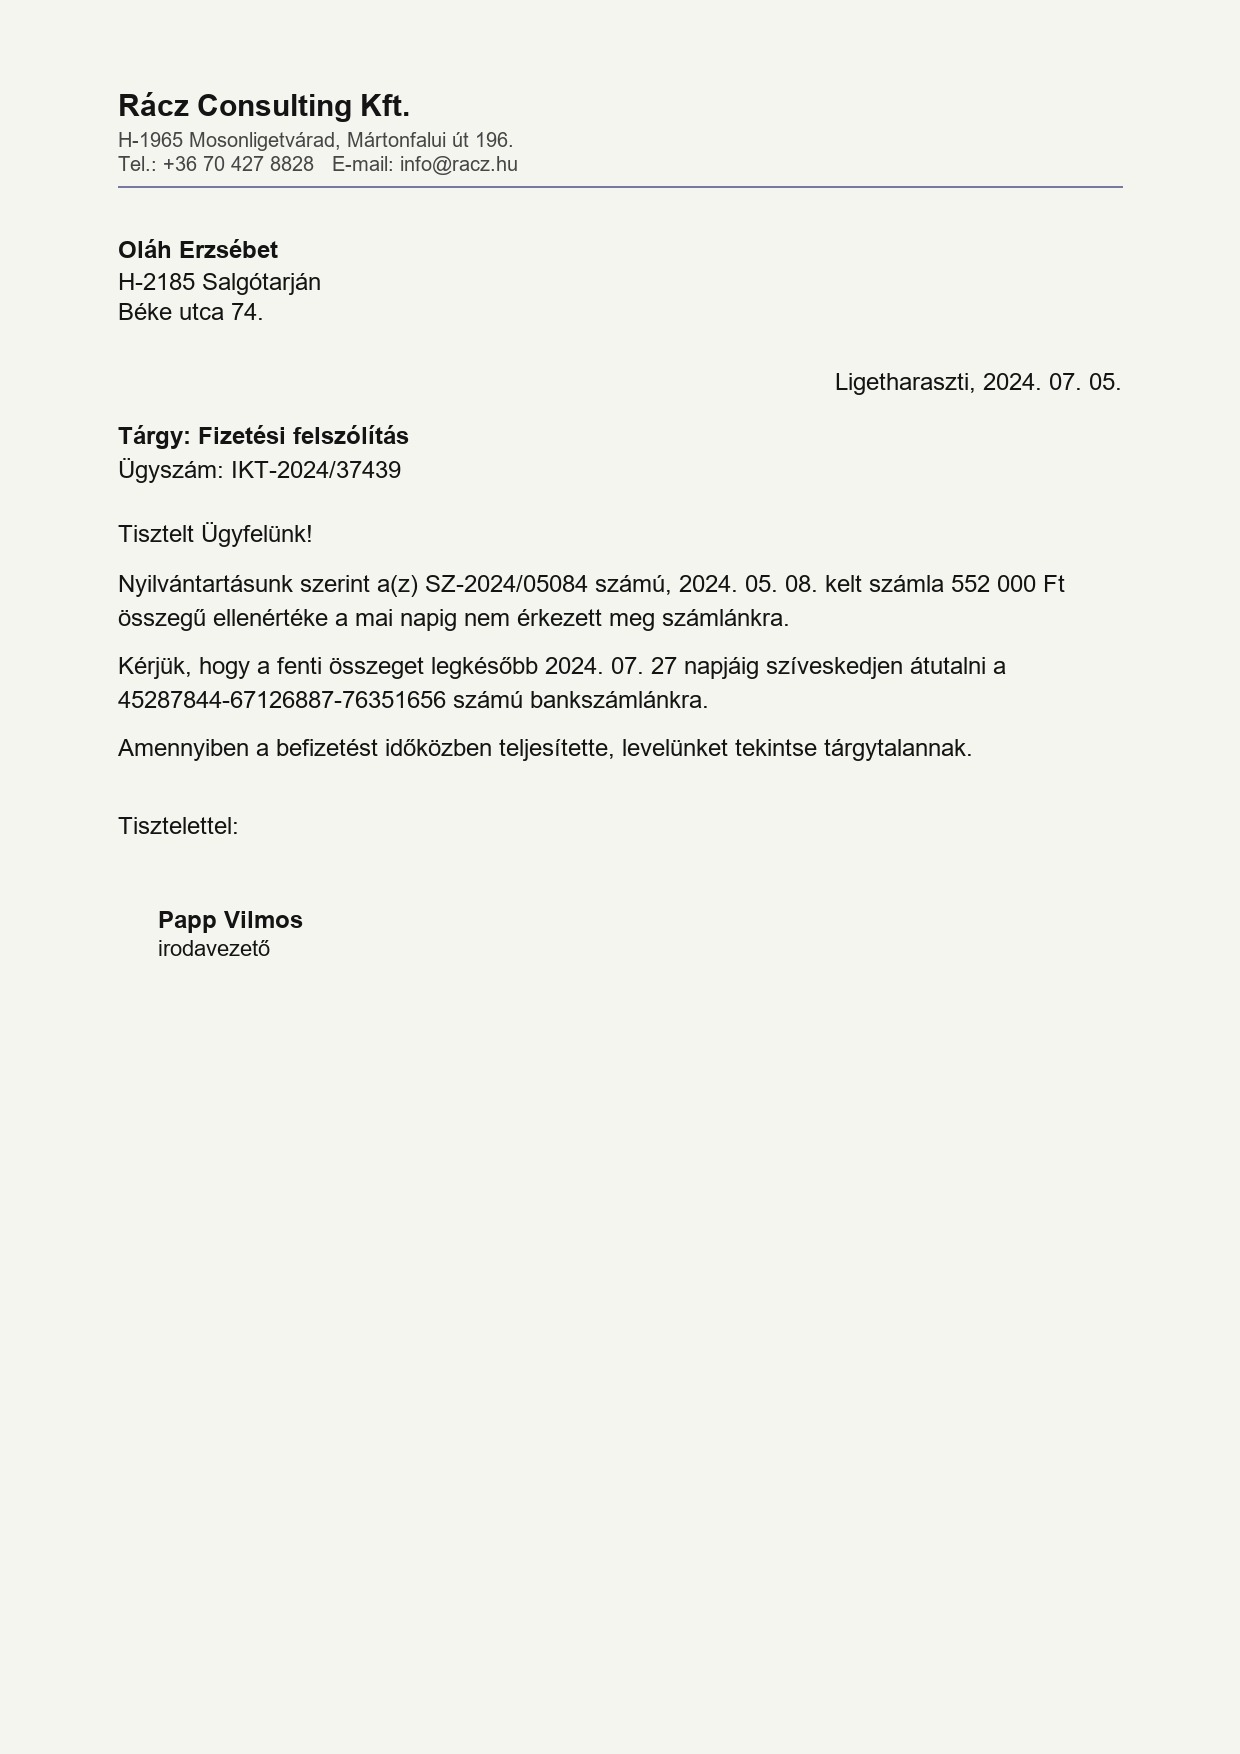 Rácz Consulting Kft.
H-1965 Mosonligetvárad, Mártonfalui út 196.
Tel.: +36 70 427 8828 E-mail: info@racz.hu
Oláh Erzsébet
H-2185 Salgótarján
Béke utca 74.
Ligetharaszti, 2024. 07. 05.
Tárgy: Fizetési felszólítás
Ügyszám: IKT-2024/37439
Tisztelt Ügyfelünk!
Nyilvántartásunk szerint a(z) SZ-2024/05084 számú, 2024. 05. 08. kelt számla 552 000 Ft
összegű ellenértéke a mai napig nem érkezett meg számlánkra.
Kérjük, hogy a fenti összeget legkésőbb 2024. 07. 27 napjáig szíveskedjen átutalni a
45287844-67126887-76351656 számú bankszámlánkra.
Amennyiben a befizetést időközben teljesítette, levelünket tekintse tárgytalannak.
Tisztelettel:
Papp Vilmos
irodavezető